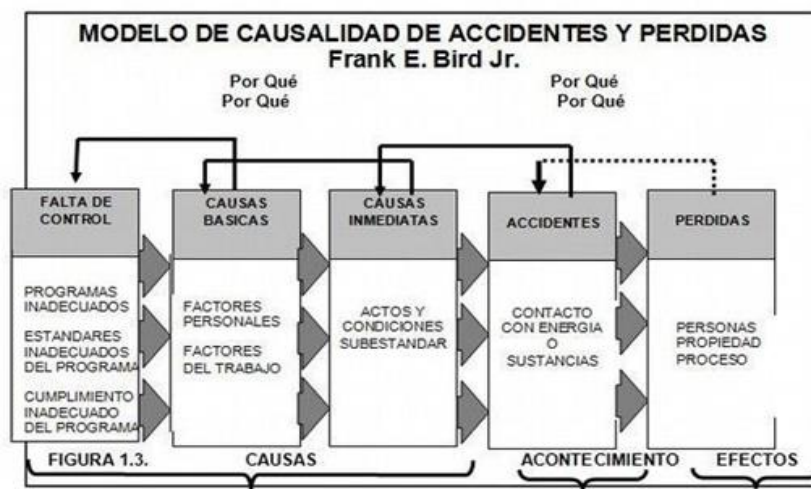 MODELO DE CAUSALIDAD DE ACCIDENTES Y PERDIDAS
Frank E. Bird Jr.
Por Qué
Por Qué
Por Qué
Por Qué
FALTA DE
CONTROL
PROGRAMAS
INADECUADOS
ESTANDARES
INADECUADOS
DEL PROGRAMA
CUMPLIMIENTO
INADECUADO
DEL PROGRAMA
CAUSAS
BASICAS
FACTORES
PERSONALES
FACTORES
DEL TRABAJO
CAUSAS
INMEDIATAS
ACTOS Y
CONDICIONES
SUBESTANDAR
ACCIDENTES
CONTACTO
CON ENERGIA
O
SUSTANCIAS
PERDIDAS
PERSONAS
PROPIEDAD
PROCESO
FIGURA 1.3.
CAUSAS
ACONTECIMIENTO
EFECTOS